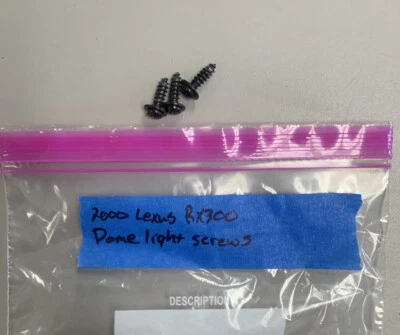 2000 Lexus RX300
Dome light screws
DESCRIPTION